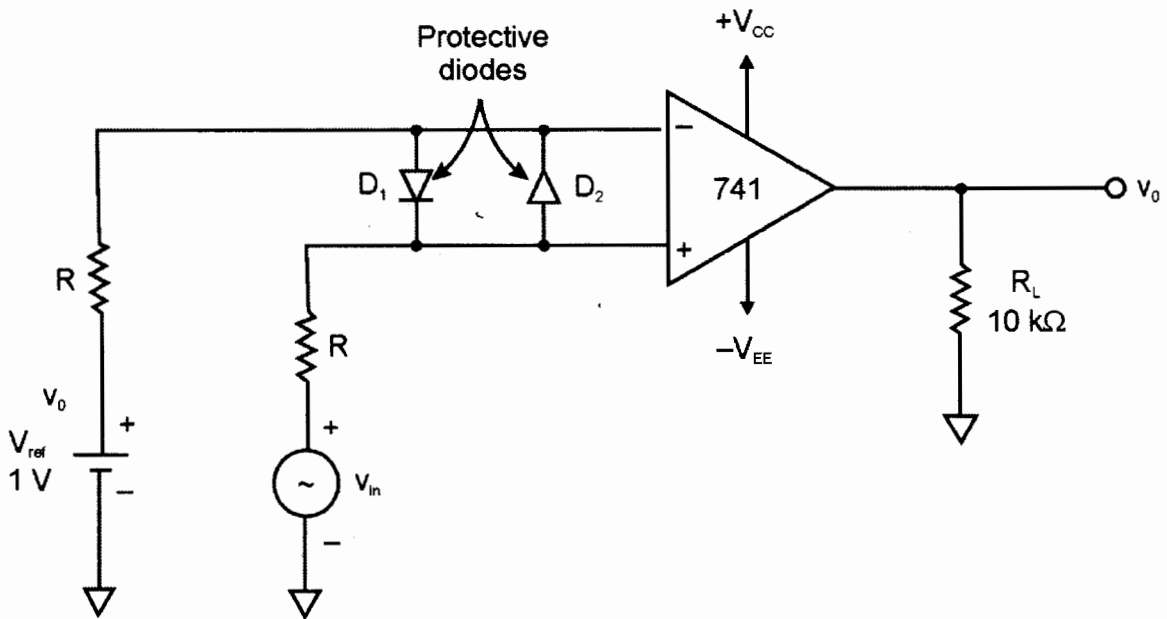 Protective
diodes
+V_CC
−
D_1
D_2
741
v_0
+
R
R
R_L
10 kΩ
−V_EE
v_0
+
+
V_ref
1 V
−
~
v_in
−